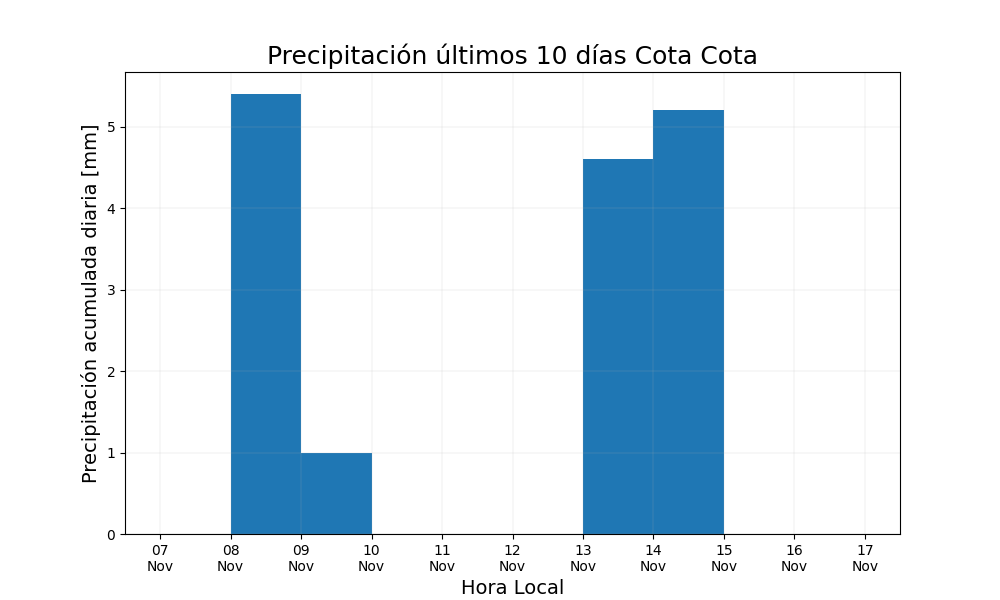 Precipitación últimos 10 días Cota Cota
Precipitación acumulada diaria [mm]
5
4
3
2
1
0
07 08 09 10 11 12 13 14 15 16 17
Nov Nov Nov Nov Nov Nov Nov Nov Nov Nov Nov
Hora Local